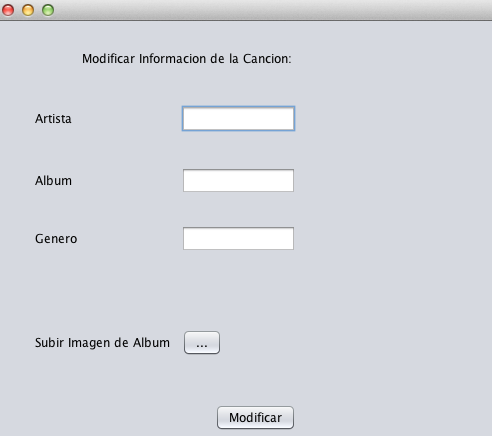 Modificar Informacion de la Cancion:
Artista
Album
Genero
Subir Imagen de Album ...
Modificar